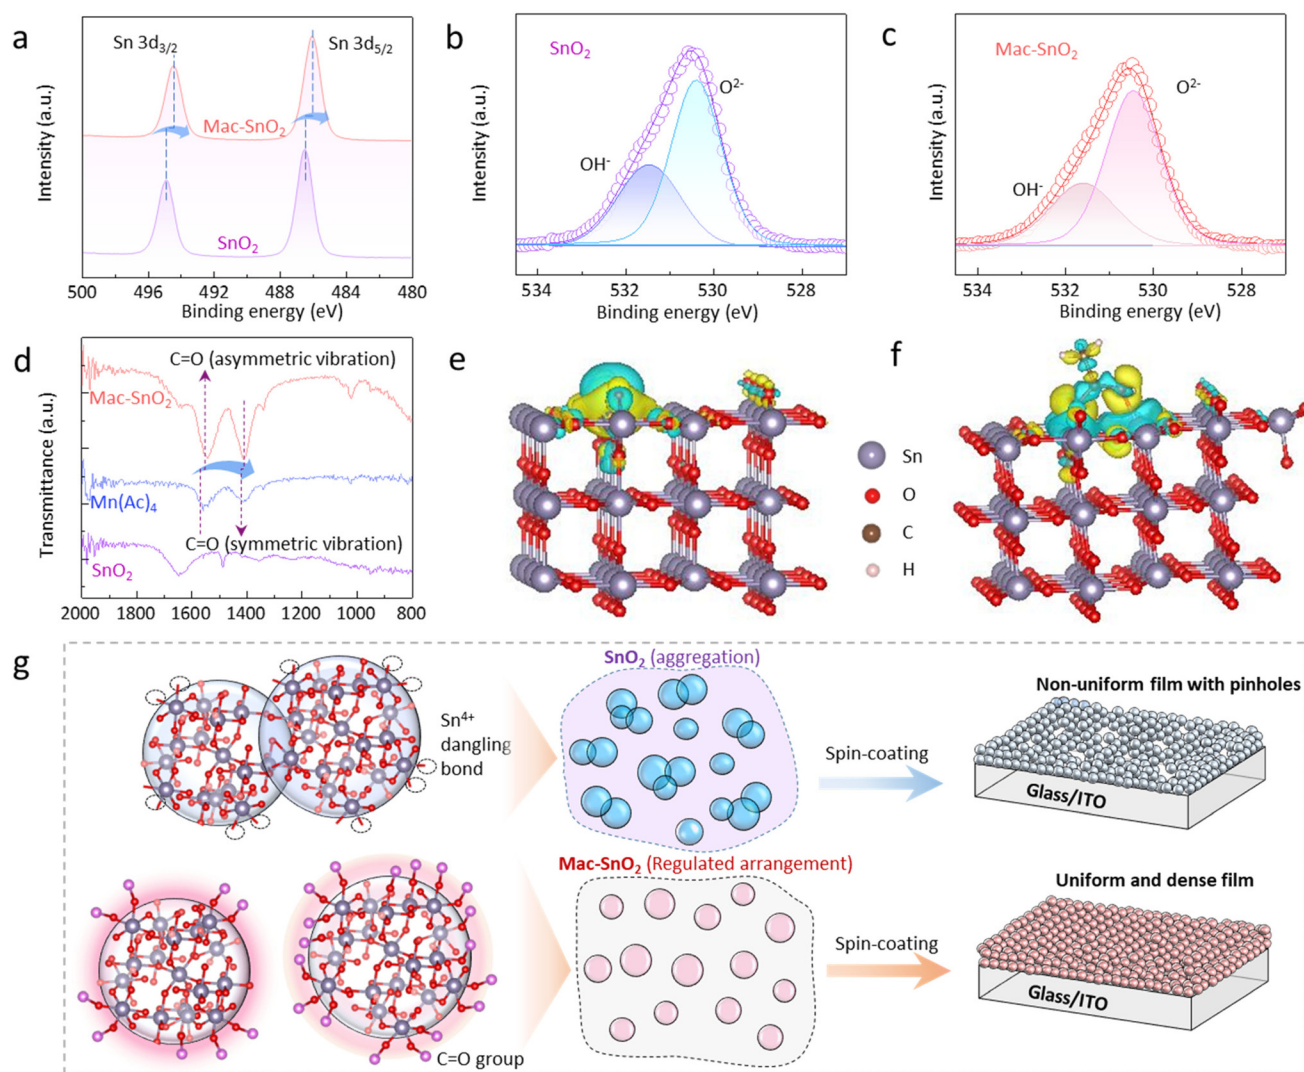 a
Sn 3d3/2
Sn 3d5/2
Mac-SnO2
SnO2
Intensity (a.u.)
500 496 492 488 484 480
Binding energy (eV)
b
SnO2
O2-
OH-
Intensity (a.u.)
534 532 530 528
Binding energy (eV)
c
Mac-SnO2
O2-
OH-
Intensity (a.u.)
534 532 530 528
Binding energy (eV)
d
C=O (asymmetric vibration)
Mac-SnO2
Mn(Ac)4
C=O (symmetric vibration)
SnO2
Transmittance (a.u.)
2000 1800 1600 1400 1200 1000 800
e
Sn
O
C
H
f
g
Sn4+
dangling
bond
SnO2 (aggregation)
Spin-coating
Non-uniform film with pinholes
Glass/ITO
C=O group
Mac-SnO2 (Regulated arrangement)
Spin-coating
Uniform and dense film
Glass/ITO